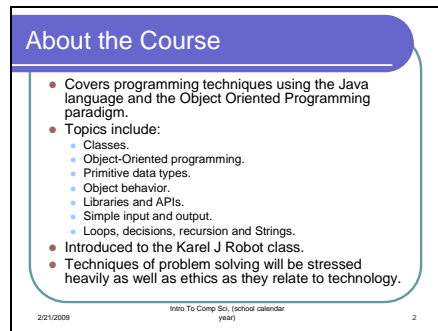 About the Course
Covers programming techniques using the Java
language and the Object Oriented Programming
paradigm.
Topics include:
Classes.
Object-Oriented programming.
Primitive data types.
Object behavior.
Libraries and APIs.
Simple input and output.
Loops, decisions, recursion and Strings.
Introduced to the Karel J Robot class.
Techniques of problem solving will be stressed
heavily as well as ethics as they relate to technology.
2/21/2009
Intro To Comp Sci, (school calendar
year)
2